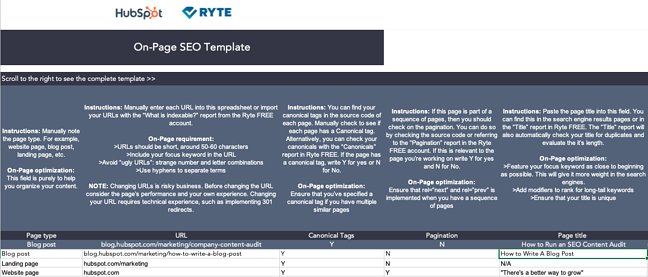 HubSpot RYTE
On-Page SEO Template
Scroll to the right to see the complete template >>
Instructions: Manually note
the page type. For example,
website page, blog post,
landing page, etc.
On-Page optimization:
This field is purely to help
you organize your content.
Instructions: Manually enter each URL into this spreadsheet or import
your URLs with the "What is indexable?" report from the Ryte FREE
account.
On-Page requirement:
>URLs should be short, around 50-60 characters
>Include your focus keyword in the URL
>Avoid "ugly URLs": strange number and letter combinations
>Use hyphens to separate terms
NOTE: Changing URLs is risky business. Before changing the URL
consider the page's performance and your own experience. Changing
your URL requires technical experience, such as implementing 301
redirects.
Instructions: You can find your
canonical tags in the source code of
each page. Manually check to see if
each page has a Canonical tag.
Alternatively, you can check your
canonicals with the "Canonicals"
report in Ryte FREE. If the page has
a canonical tag, write Y for yes or N
for No.
On-Page optimization:
Ensure that you've specified a
canonical tag if you have multiple
similar pages
Instructions: If this page is part of a
sequence of pages, then you should
check on the pagination. You can do so
by checking the source code or referring
to the "Pagination" report in the Ryte
FREE account. If this is relevant to the
page you're working on write Y for yes
and N for No.
On-Page optimization:
Ensure that rel="next" and rel="prev" is
implemented when you have a sequence
of pages
Instructions: Paste the page title into this field. You can
find this in the search engine results pages or in
the "Title" report in Ryte FREE. The "Title" report will
also automatically check your title for duplicates and
evaluate the it's length.
On-Page optimization:
>Feature your focus keyword as close to beginning
as possible. This will give it more weight in the search
engines.
>Add modifiers to rank for long-tail keywords
>Ensure that your title is unique
Page type URL Canonical Tags Pagination Page title
Blog post blog.hubspot.com/marketing/company-content-audit Y N How to Run an SEO Content Audit
Blog post blog.hubspot.com/marketing/how-to-write-a-blog-post Y N How to Write A Blog Post
Landing page hubspot.com/marketing Y N N/A
Website page hubspot.com Y Y "There's a better way to grow"